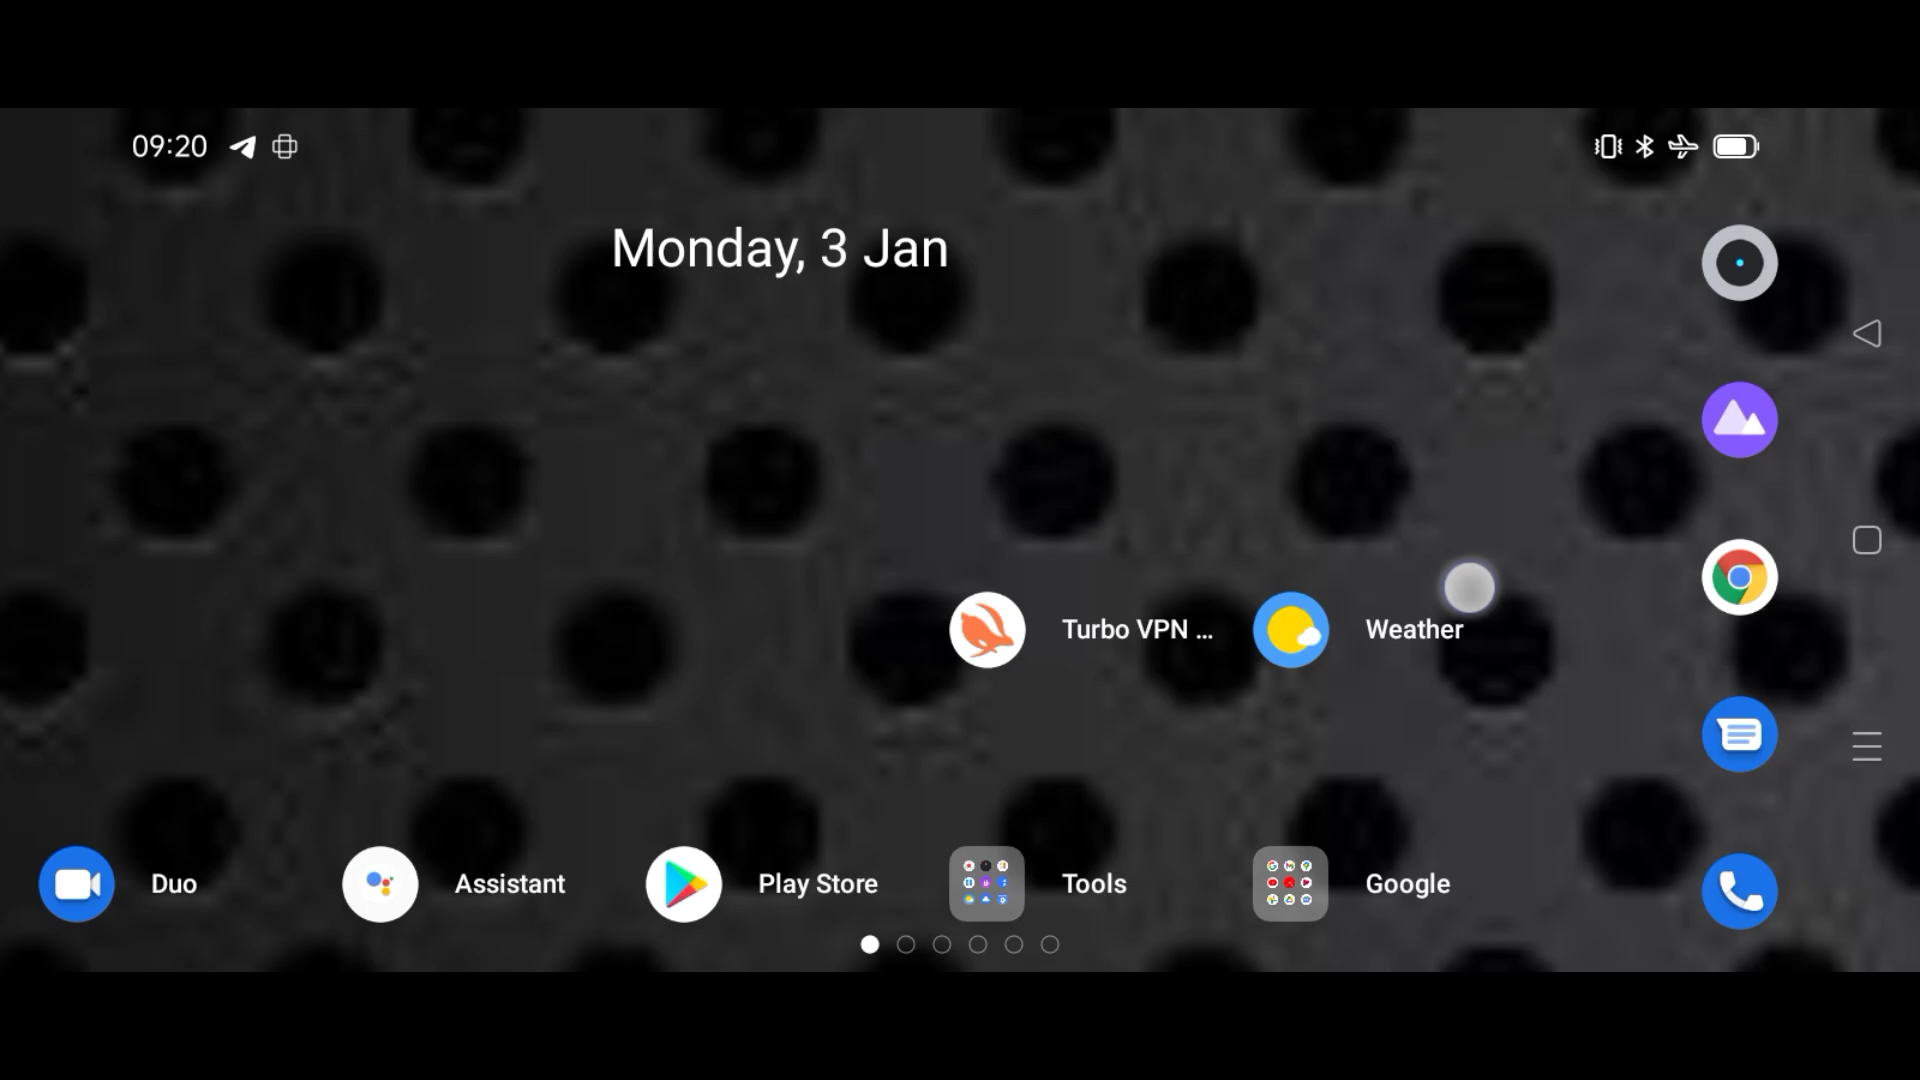 09:20
Monday, 3 Jan
Turbo VPN ... Weather
Duo Assistant Play Store Tools Google